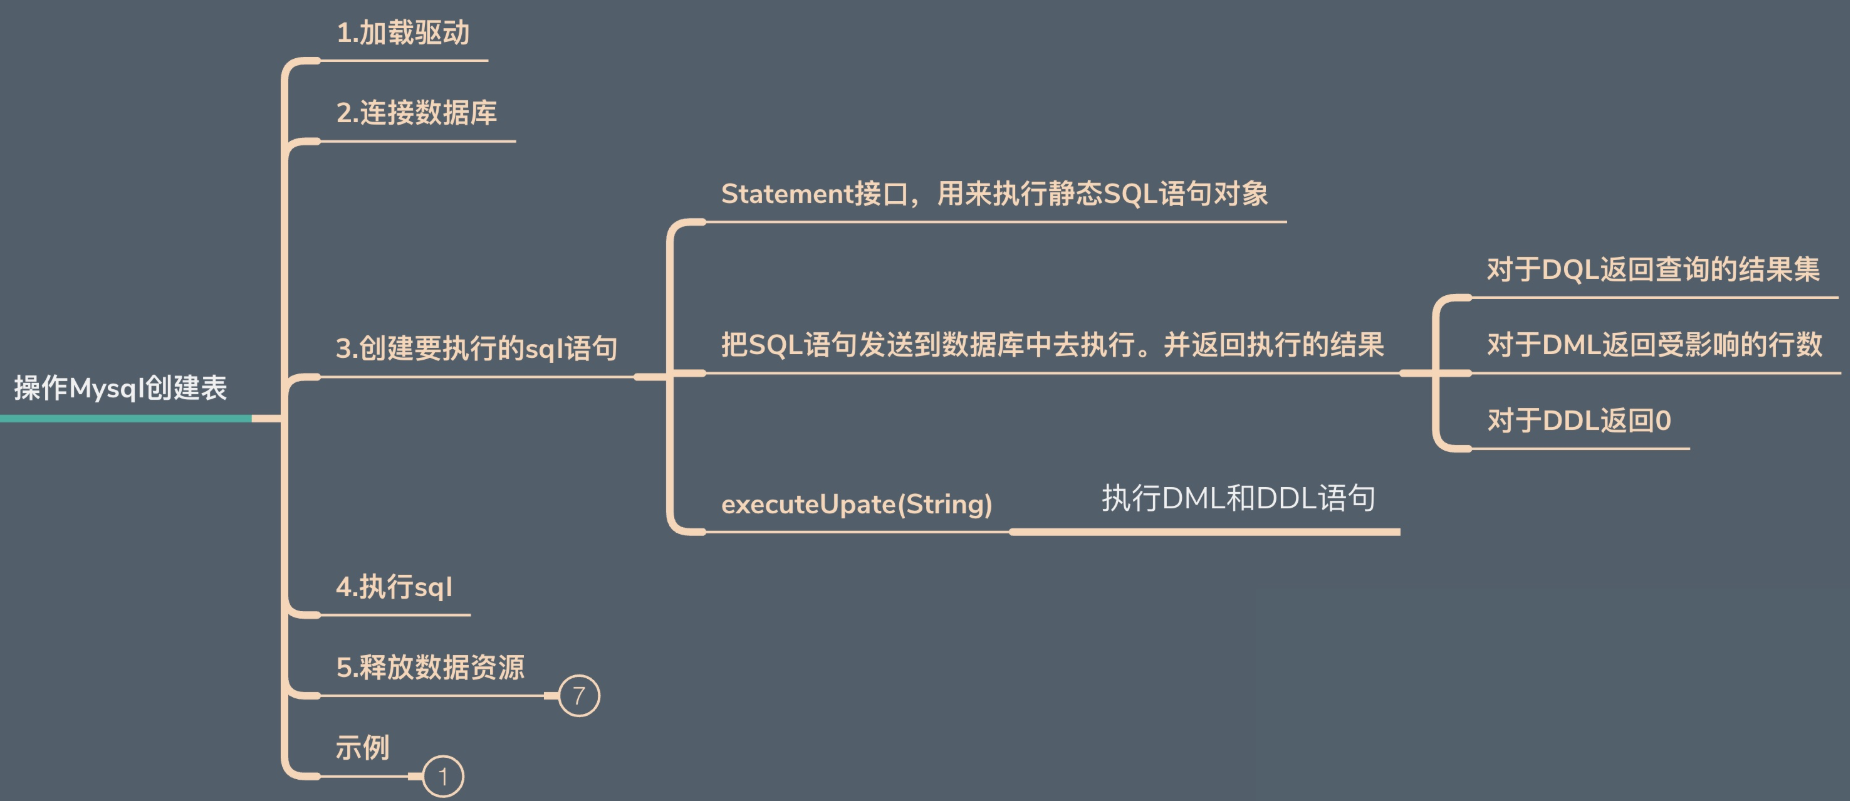 操作Mysql创建表
1.加载驱动
2.连接数据库
3.创建要执行的sql语句
Statement接口，用来执行静态SQL语句对象
把SQL语句发送到数据库中去执行。并返回执行的结果
对于DQL返回查询的结果集
对于DML返回受影响的行数
对于DDL返回0
executeUpate(String)
执行DML和DDL语句
4.执行sql
5.释放数据资源
7
示例
1